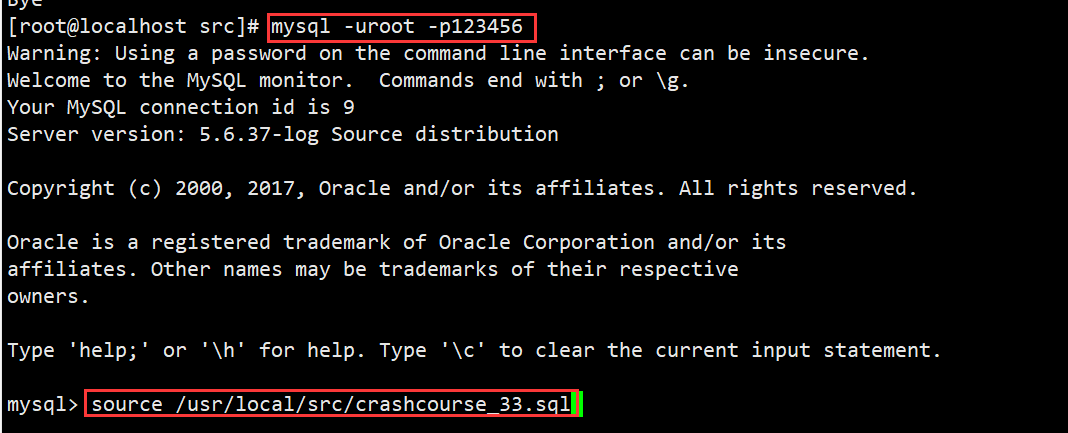 Bye
[root@localhost src]# mysql -uroot -p123456
Warning: Using a password on the command line interface can be insecure.
Welcome to the MySQL monitor.  Commands end with ; or \g.
Your MySQL connection id is 9
Server version: 5.6.37-log Source distribution
Copyright (c) 2000, 2017, Oracle and/or its affiliates. All rights reserved.
Oracle is a registered trademark of Oracle Corporation and/or its
affiliates. Other names may be trademarks of their respective
owners.
Type 'help;' or '\h' for help. Type '\c' to clear the current input statement.
mysql> source /usr/local/src/crashcourse_33.sql